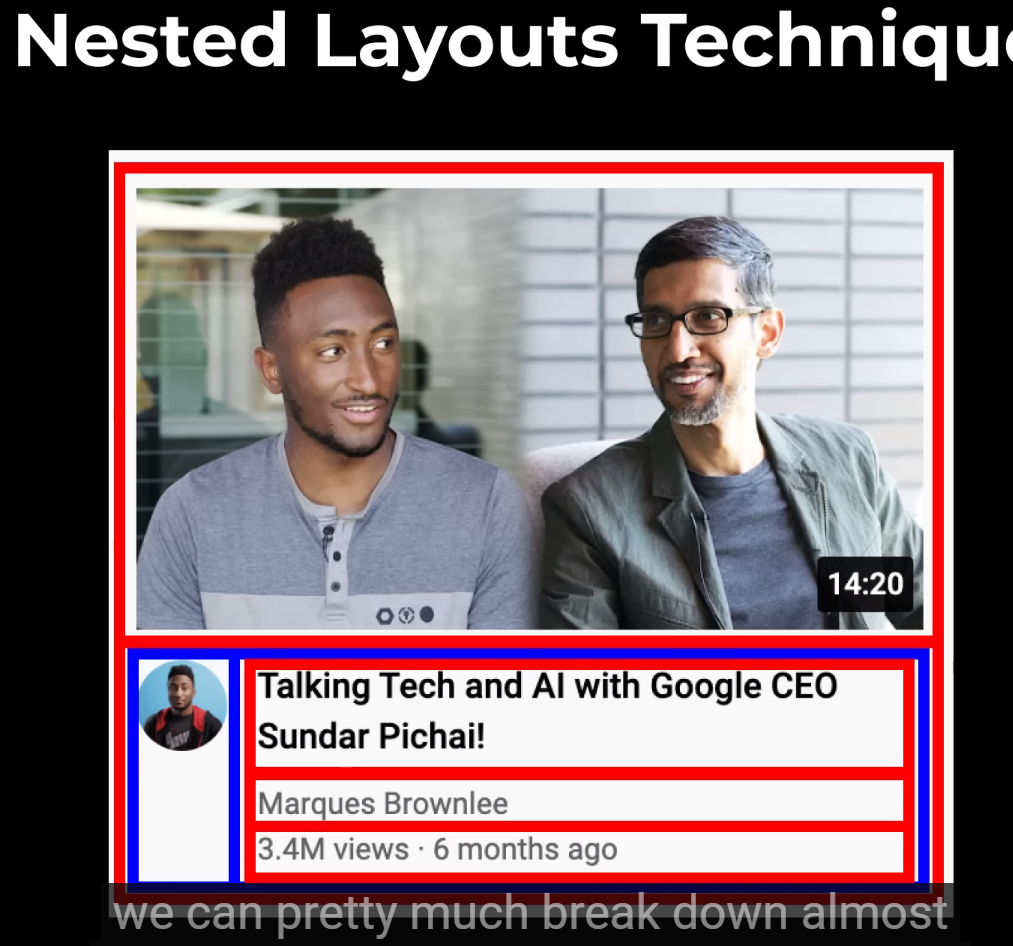 Nested Layouts Techniqu
14:20
Talking Tech and AI with Google CEO
Sundar Pichai!
Marques Brownlee
3.4M views · 6 months ago
we can pretty much break down almost